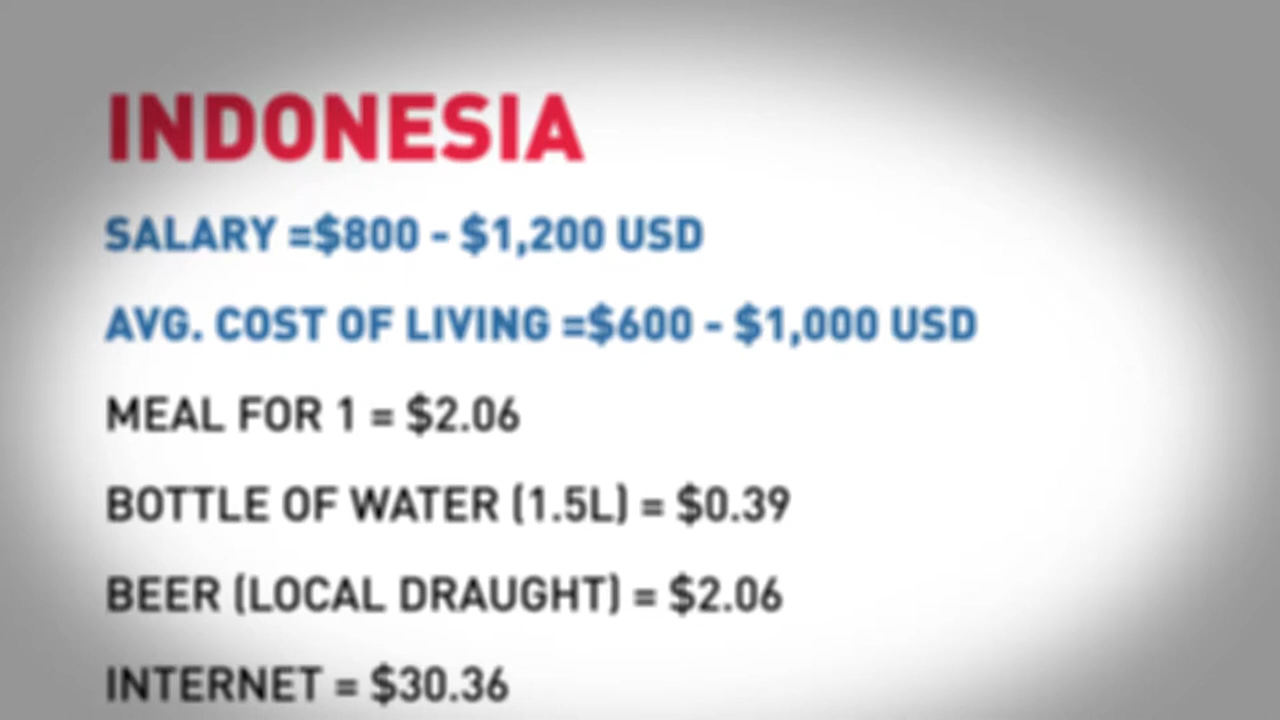 INDONESIA
SALARY =$800 - $1,200 USD
AVG. COST OF LIVING =$600 - $1,000 USD
MEAL FOR 1 = $2.06
BOTTLE OF WATER (1.5L) = $0.39
BEER (LOCAL DRAUGHT) = $2.06
INTERNET = $30.36